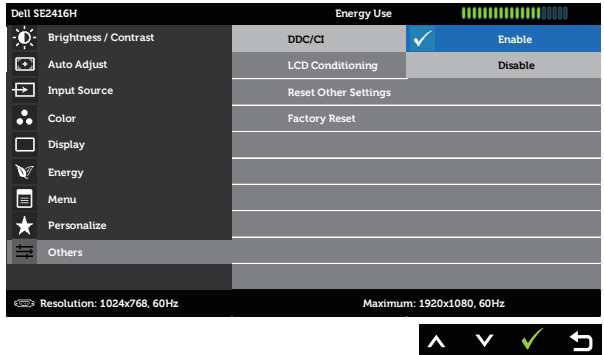 Dell SE2416H Energy Use
Brightness / Contrast DDC/CI Enable
Auto Adjust LCD Conditioning Disable
Input Source Reset Other Settings
Color Factory Reset
Display
Energy
Menu
Personalize
Others
Resolution: 1024x768, 60Hz Maximum: 1920x1080, 60Hz